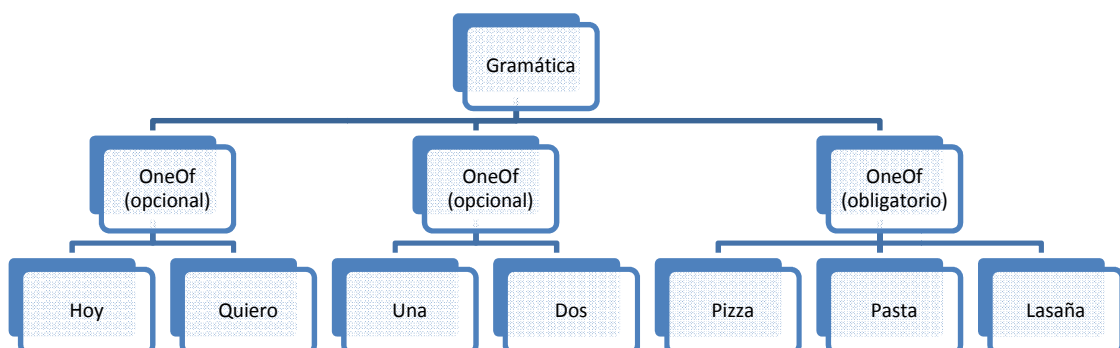 Gramática
OneOf
(opcional)
OneOf
(opcional)
OneOf
(obligatorio)
Hoy
Quiero
Una
Dos
Pizza
Pasta
Lasaña